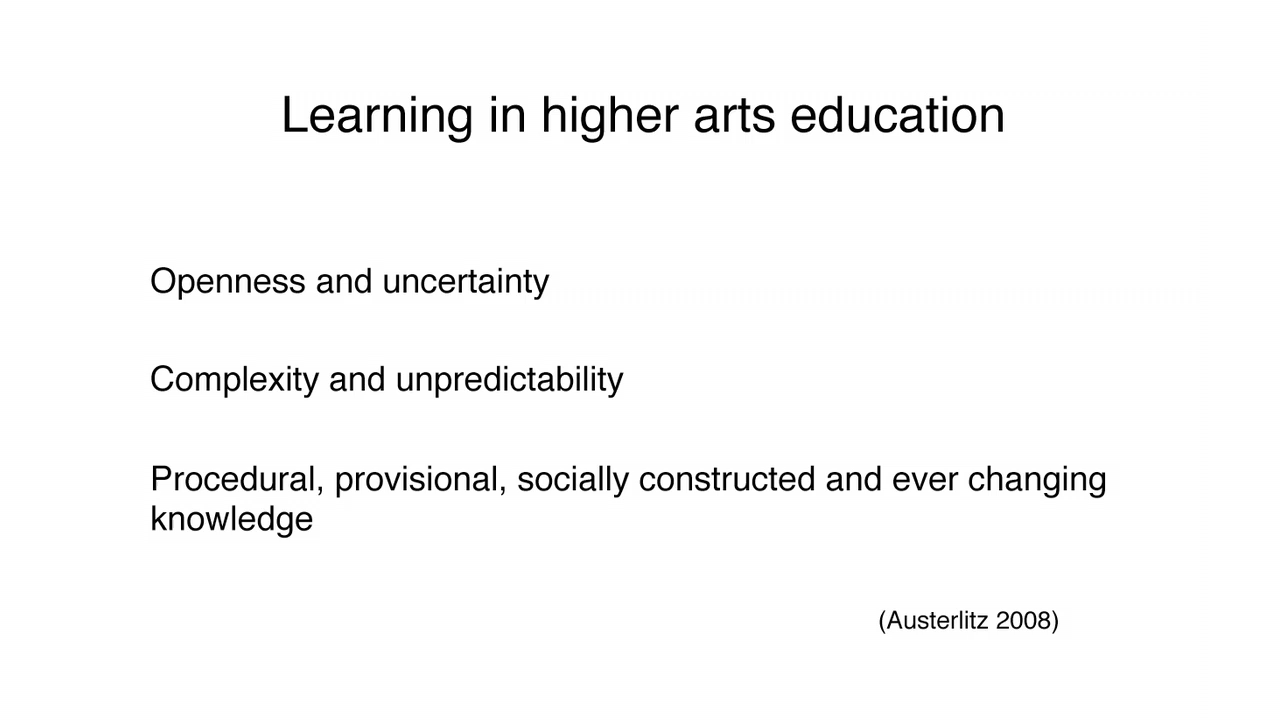 Learning in higher arts education
Openness and uncertainty
Complexity and unpredictability
Procedural, provisional, socially constructed and ever changing
knowledge
(Austerlitz 2008)